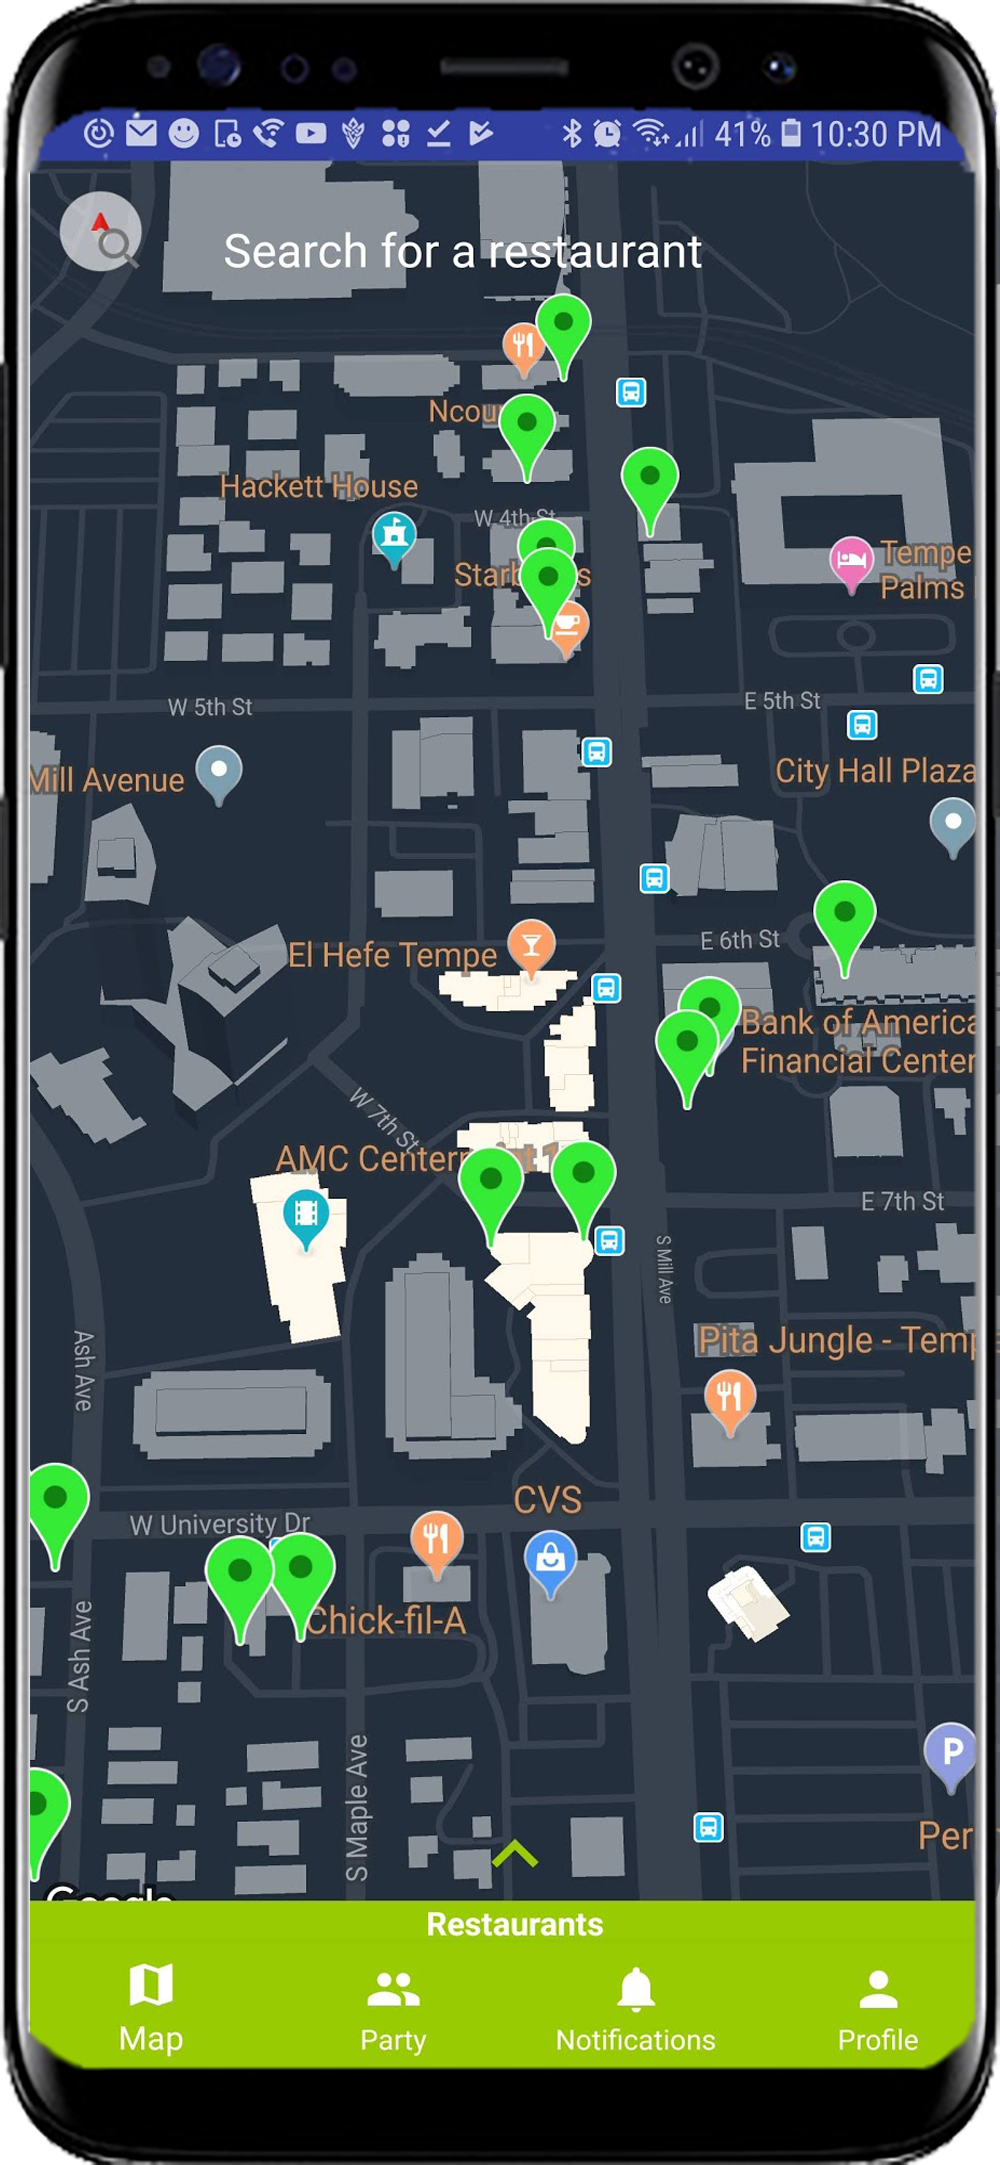 41% 10:30 PM
Search for a restaurant
Hackett House
W 4th St
Tempe
Palms
W 5th St
E 5th St
Mill Avenue
City Hall Plaza
E 6th St
El Hefe Tempe
Bank of America
Financial Center
W 7th St
AMC
E 7th St
S Mill Ave
Pita Jungle - Temp
Ash Ave
CVS
W University Dr
Chick-fil-A
S Ash Ave
S Maple Ave
P
Per
Google
Restaurants
Map
Party
Notifications
Profile